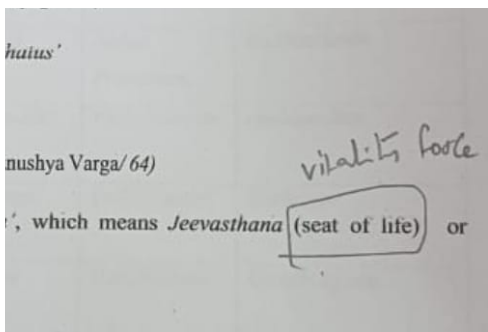 haius'
nushya Varga/ 64)
vitality force
', which means Jeevasthana (seat of life) or